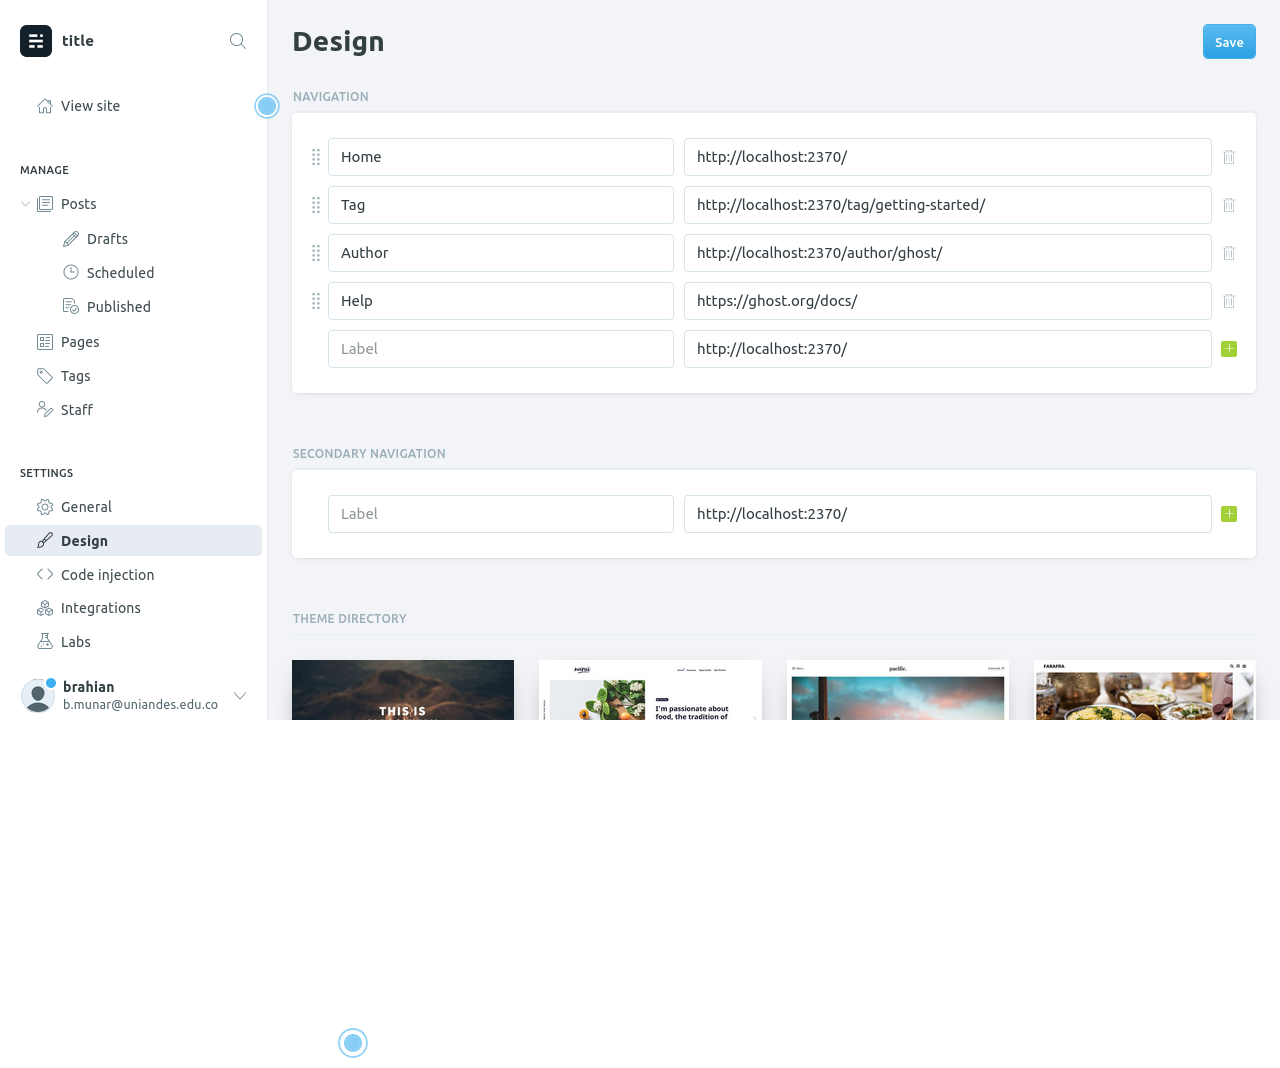 title
View site
MANAGE
Posts
Drafts
Scheduled
Published
Pages
Tags
Staff
SETTINGS
General
Design
Code injection
Integrations
Labs
brahian
b.munar@uniandes.edu.co
Design
Save
NAVIGATION
Home http://localhost:2370/
Tag http://localhost:2370/tag/getting-started/
Author http://localhost:2370/author/ghost/
Help https://ghost.org/docs/
Label http://localhost:2370/
SECONDARY NAVIGATION
Label http://localhost:2370/
THEME DIRECTORY
THIS IS
I'm passionate about
food, the tradition of
pacific.
FARAFRA
01